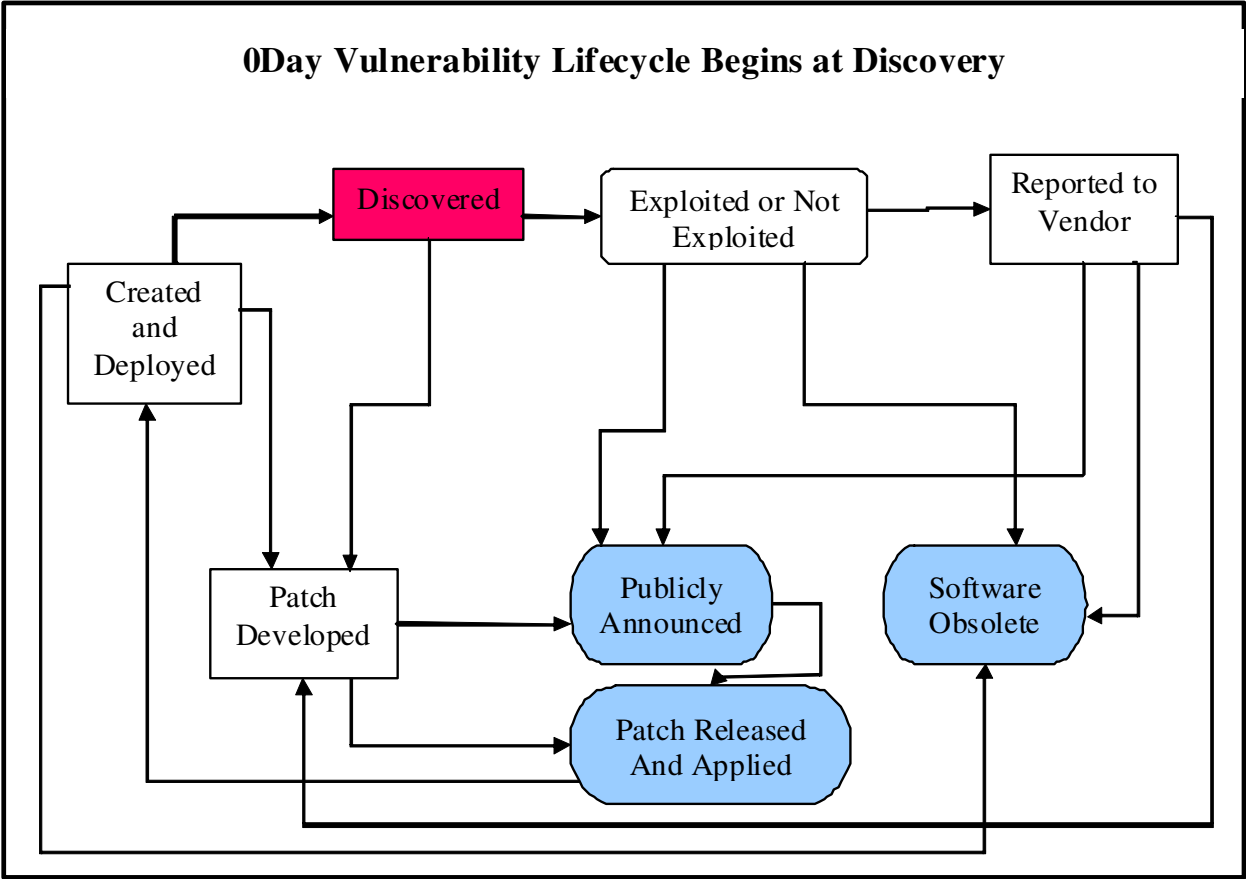 0Day Vulnerability Lifecycle Begins at Discovery
Discovered
Exploited or Not
Exploited
Reported to
Vendor
Created
and
Deployed
Patch
Developed
Publicly
Announced
Software
Obsolete
Patch Released
And Applied